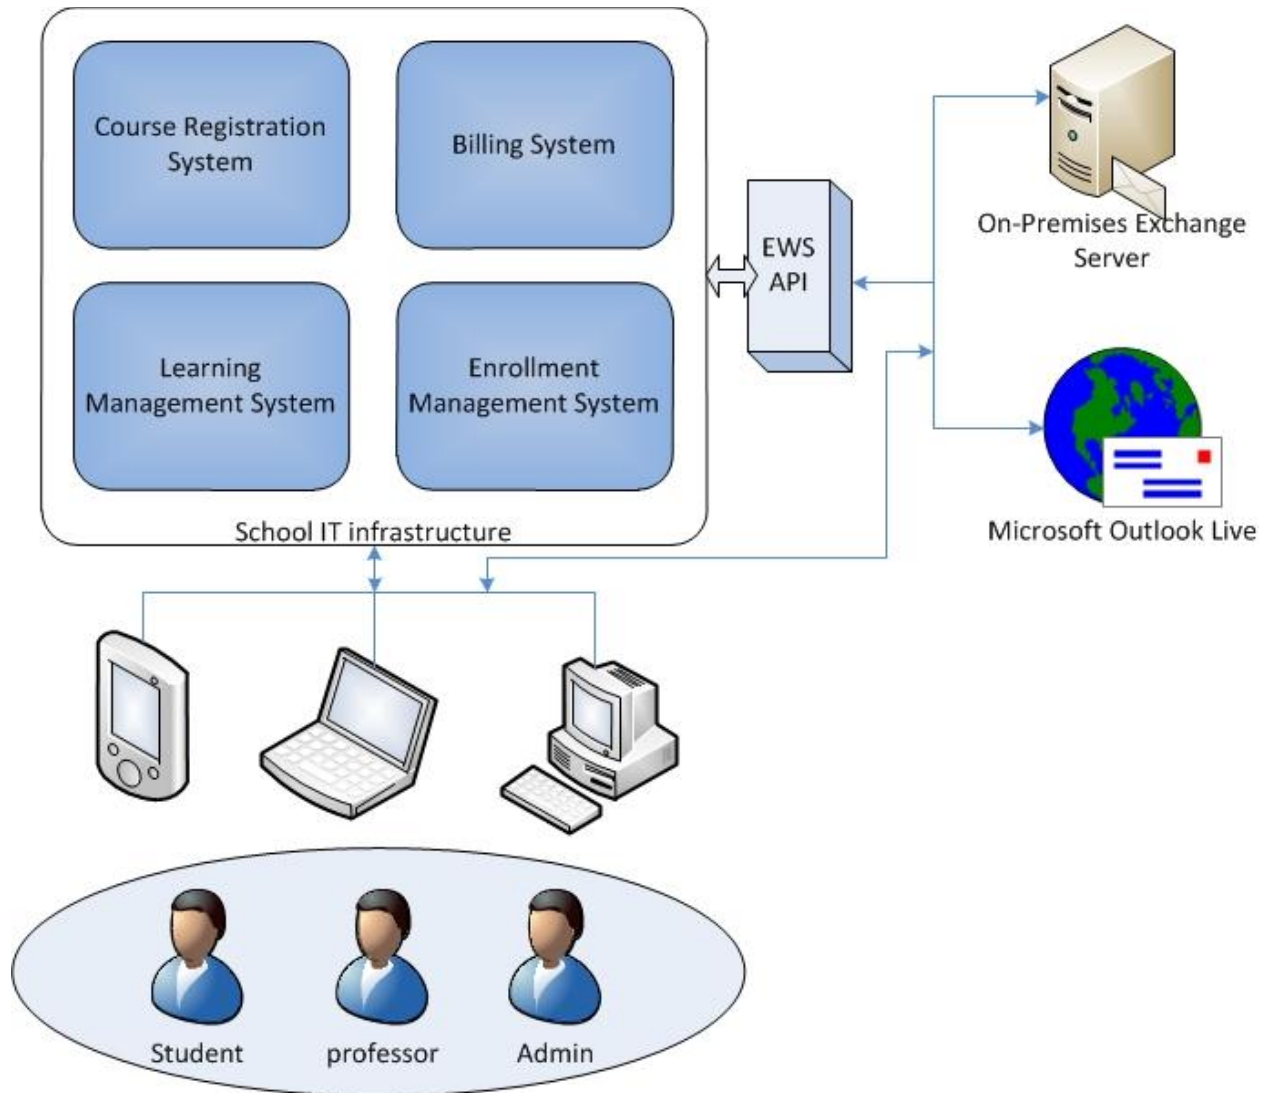 Course Registration
System
Billing System
Learning
Management System
Enrollment
Management System
School IT infrastructure
EWS
API
On-Premises Exchange
Server
Microsoft Outlook Live
Student
professor
Admin